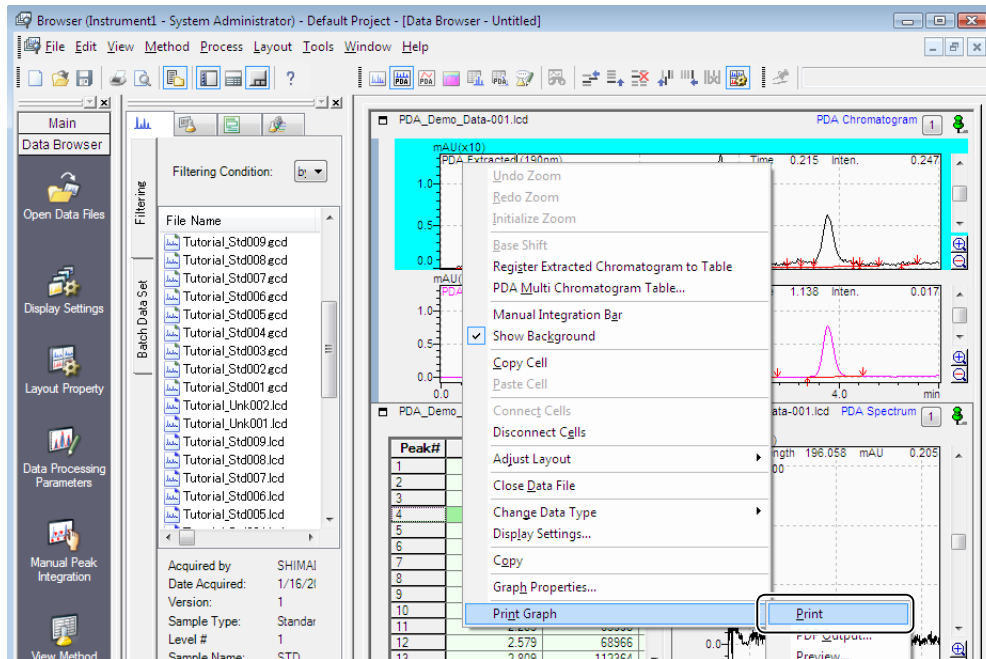 Browser (Instrument1 - System Administrator) - Default Project - [Data Browser - Untitled]
File Edit View Method Process Layout Tools Window Help
Main
Data Browser
Open Data Files
Display Settings
Layout Property
Data Processing
Parameters
Manual Peak
Integration
View Method
Filtering
Batch Data Set
Filtering Condition:
File Name
Tutorial_Std009.gcd
Tutorial_Std008.gcd
Tutorial_Std007.gcd
Tutorial_Std006.gcd
Tutorial_Std005.gcd
Tutorial_Std004.gcd
Tutorial_Std003.gcd
Tutorial_Std002.gcd
Tutorial_Std001.gcd
Tutorial_Unk002.lcd
Tutorial_Unk001.lcd
Tutorial_Std009.lcd
Tutorial_Std008.lcd
Tutorial_Std007.lcd
Tutorial_Std006.lcd
Tutorial_Std005.lcd
Acquired by SHIMA
Date Acquired: 1/16/2
Version: 1
Sample Type: Standar
Level # 1
Sample Name: STD
PDA_Demo_Data-001.lcd PDA Chromatogram 1
mAU(x10)
PDA Extracted(190nm) Time 0.215 Inten. 0.247
1.0
0.5
0.0
mAU(
PDA 1.138 Inten. 0.017
1.0
0.5
0.0
0.0 4.0 min
Undo Zoom
Redo Zoom
Initialize Zoom
Base Shift
Register Extracted Chromatogram to Table
PDA Multi Chromatogram Table...
Manual Integration Bar
Show Background
Copy Cell
Paste Cell
Connect Cells
Disconnect Cells
Adjust Layout
Close Data File
Change Data Type
Display Settings...
Copy
Graph Properties...
Print Graph
Print
PDF Output...
Preview...
PDA_Demo_
ata-001.lcd PDA Spectrum 1
ngth 196.058 mAU 0.205
00
0.0
Peak#
1
2
3
4
5
6
7
8
9
10
11
12 2.579 68966
13 2.809 112264